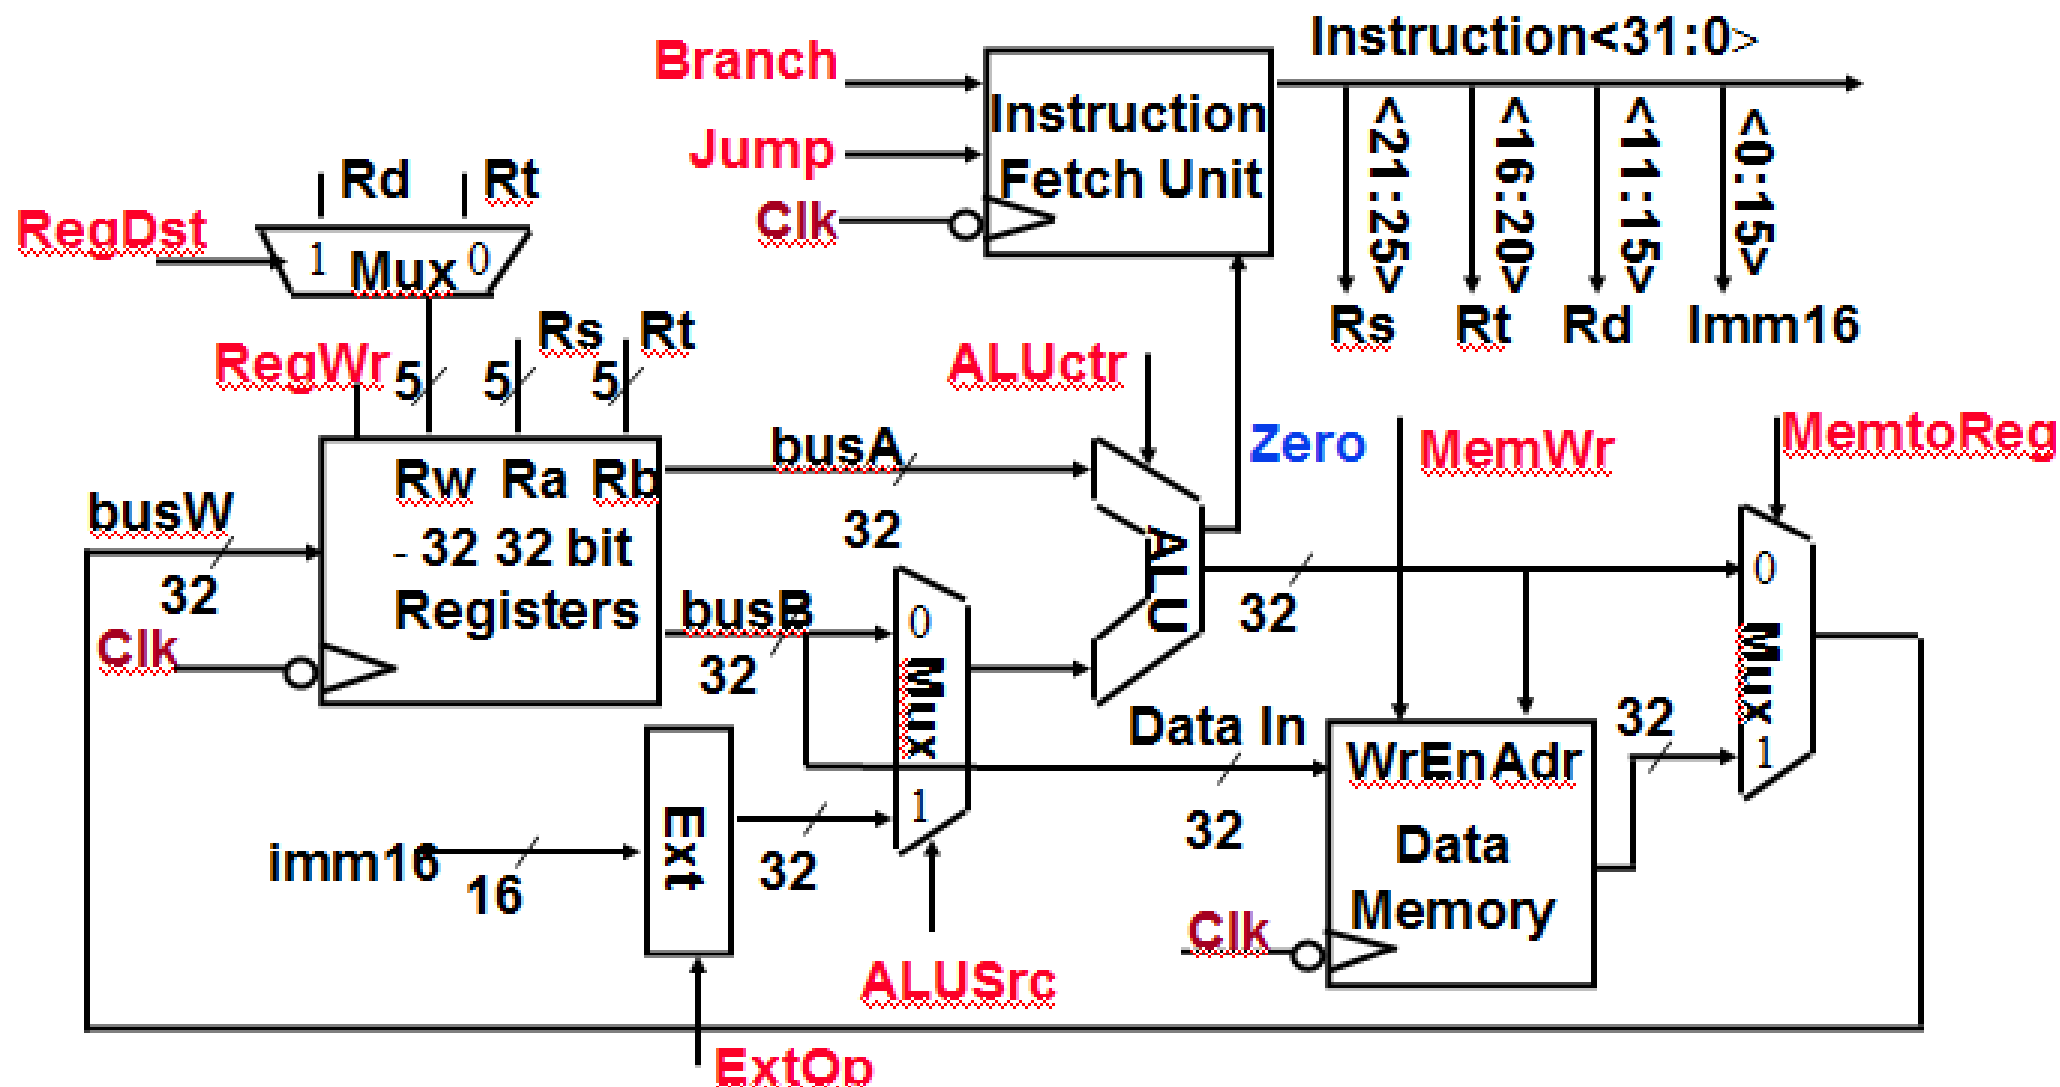 Instruction<31:0>
Branch
Jump
Clk
Instruction
Fetch Unit
<21:25>
<16:20>
<11:15>
<0:15>
Rs
Rt
Rd
Imm16
Rd
Rt
RegDst
1
Mux
0
RegWr
5
5
Rs
5
Rt
ALUctr
busA
32
Zero
MemWr
MemtoReg
busW
32
Rw Ra Rb
- 32 32 bit
Registers
Clk
busB
32
0
Mux
1
ALU
32
0
Mux
1
Data In
32
WrEn Adr
Data
Memory
Clk
32
imm16
16
Ext
32
ALUSrc
ExtOp